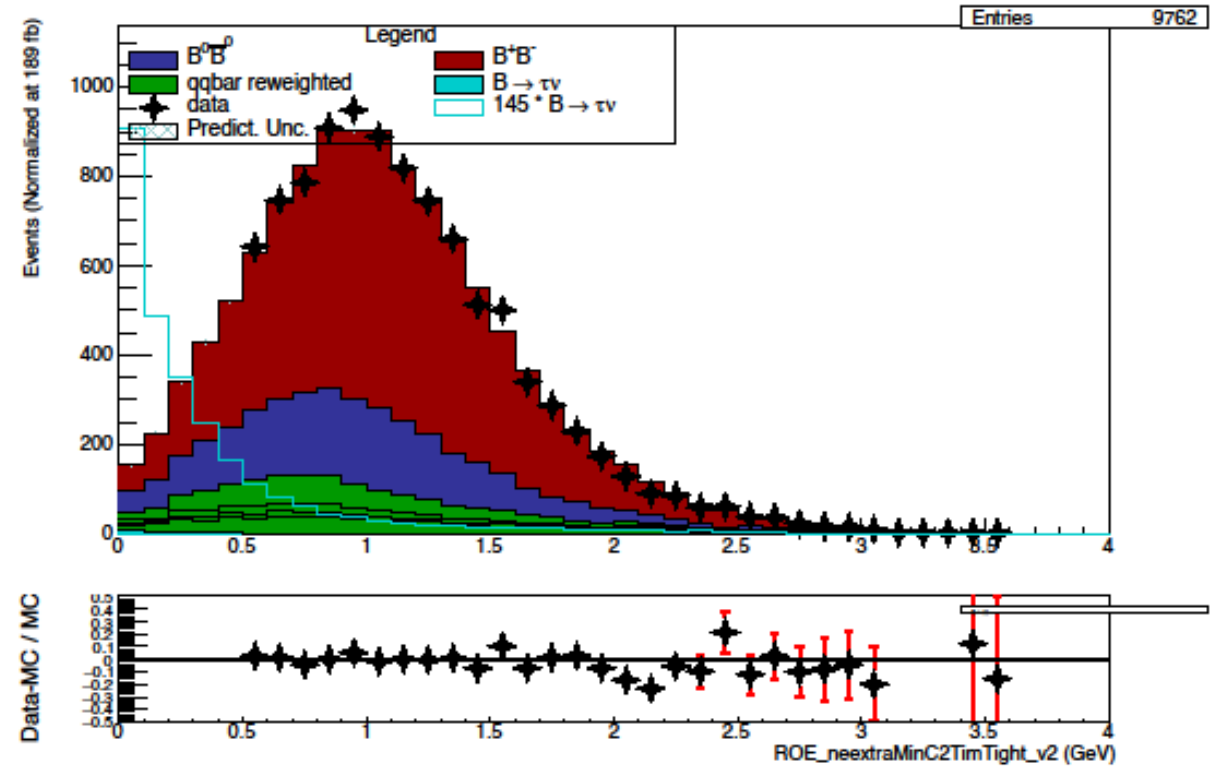 Entries 9762
Legend
B⁰B̅⁰ B⁺B⁻
qqbar reweighted B → τν
data 145 * B → τν
Predict. Unc.
Events (Normalized at 189 fb)
1000
800
600
400
200
0
0 0.5 1 1.5 2 2.5 3 4
Data-MC / MC
0.5
0.4
0.3
0.2
0.1
0
−0.1
−0.2
−0.3
−0.4
−0.5
0 0.5 1 1.5 2 2.5 3 3.5 4
ROE_neextraMinC2TimTight_v2 (GeV)